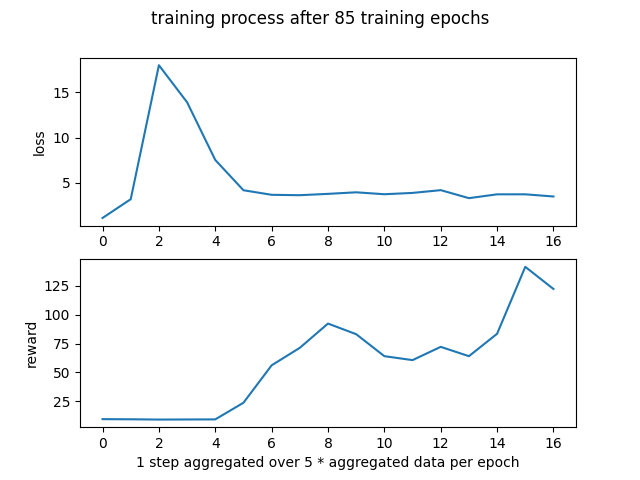 training process after 85 training epochs
15
10
5
loss
0 2 4 6 8 10 12 14 16
125
100
75
50
25
reward
0 2 4 6 8 10 12 14 16
1 step aggregated over 5 * aggregated data per epoch